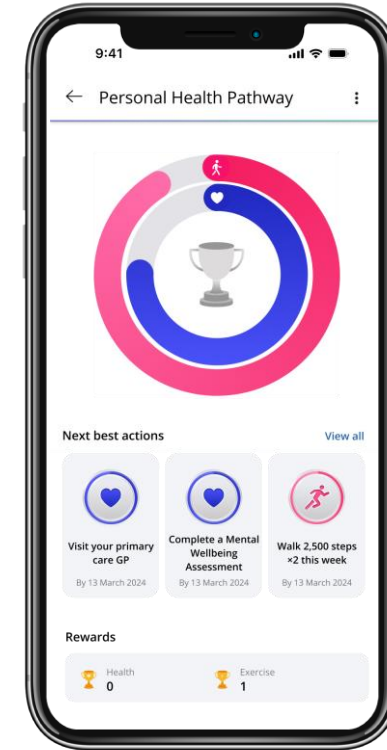 9:41
Personal Health Pathway
Next best actions
View all
Visit your primary
care GP
By 13 March 2024
Complete a Mental
Wellbeing
Assessment
By 13 March 2024
Walk 2,500 steps
×2 this week
By 13 March 2024
Rewards
Health
0
Exercise
1